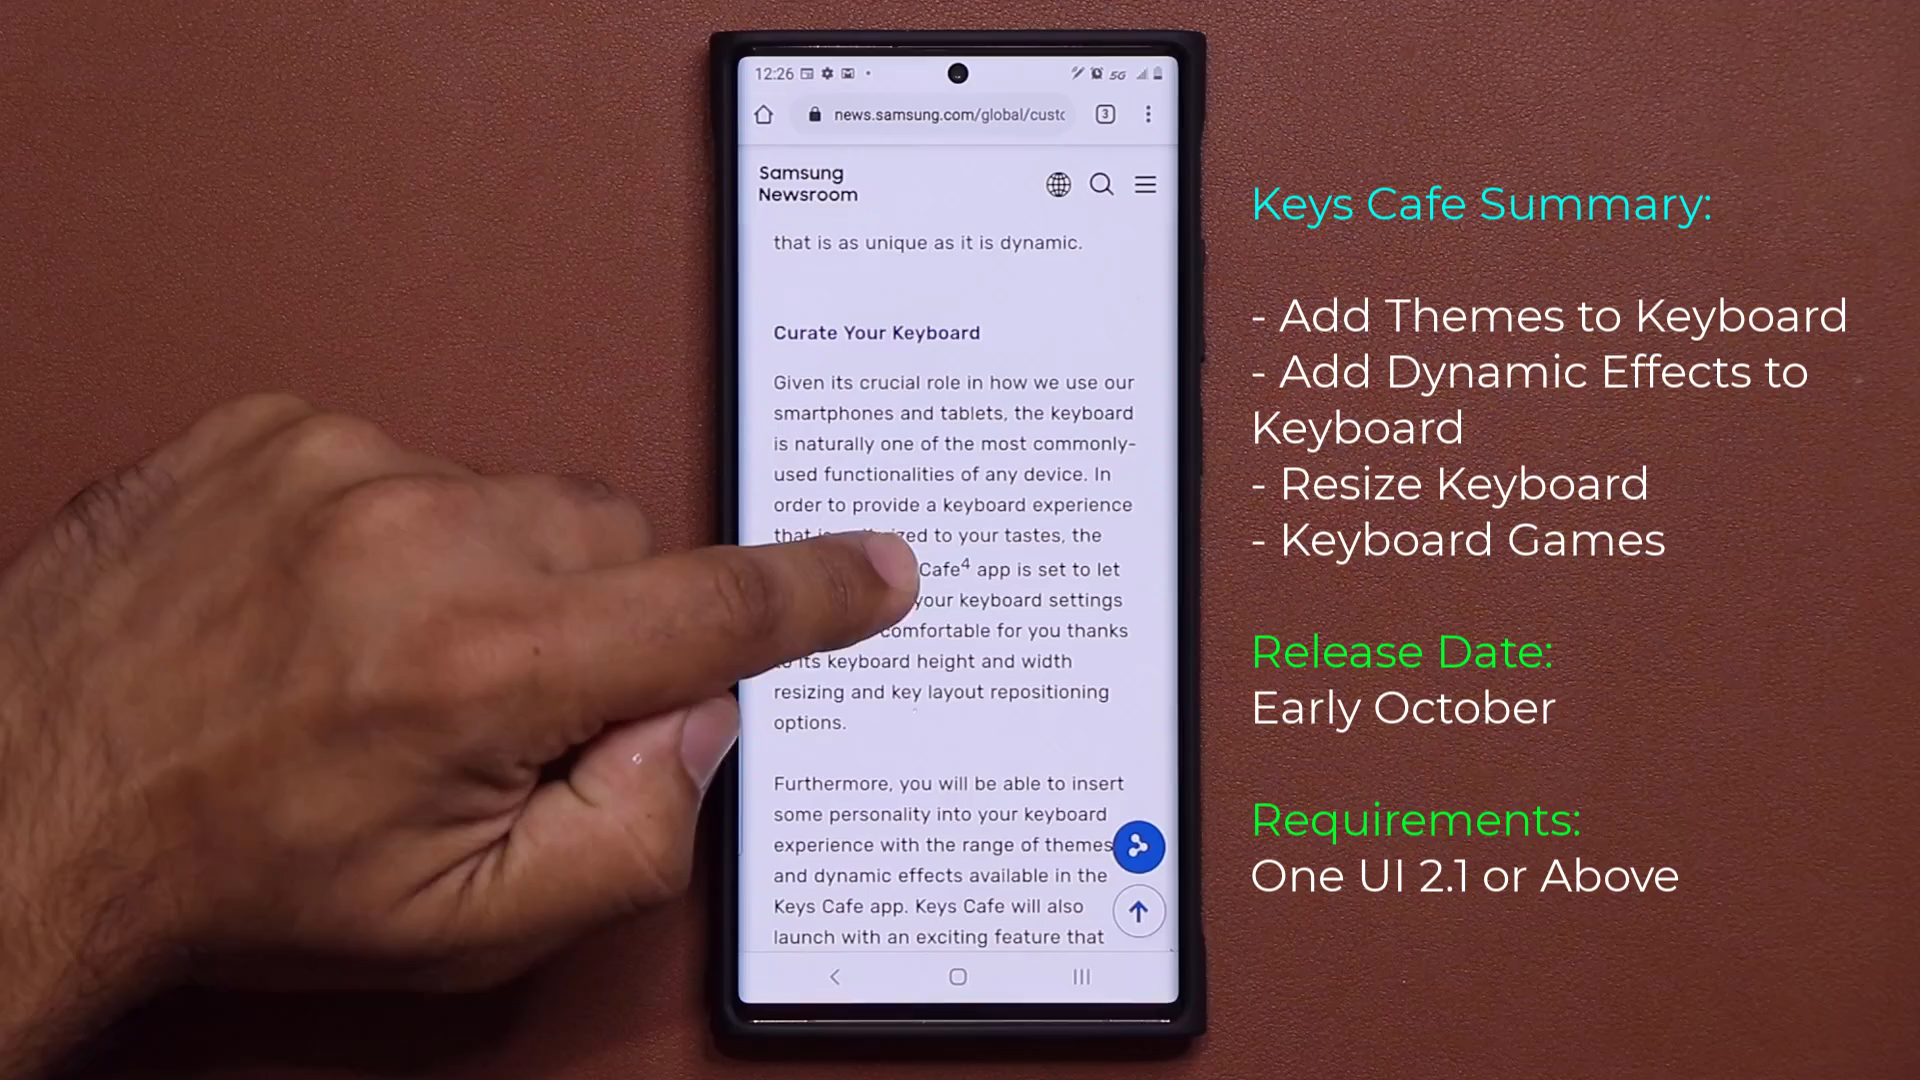 12:26
5G
news.samsung.com/global/custo
3
Samsung
Newsroom
that is as unique as it is dynamic.
Curate Your Keyboard
Given its crucial role in how we use our
smartphones and tablets, the keyboard
is naturally one of the most commonly-
used functionalities of any device. In
order to provide a keyboard experience
that to your tastes, the
Cafe⁴ app is set to let
your keyboard settings
comfortable for you thanks
to its keyboard height and width
resizing and key layout repositioning
options.
Furthermore, you will be able to insert
some personality into your keyboard
experience with the range of themes
and dynamic effects available in the
Keys Cafe app. Keys Cafe will also
launch with an exciting feature that
Keys Cafe Summary:
- Add Themes to Keyboard
- Add Dynamic Effects to
Keyboard
- Resize Keyboard
- Keyboard Games
Release Date:
Early October
Requirements:
One UI 2.1 or Above